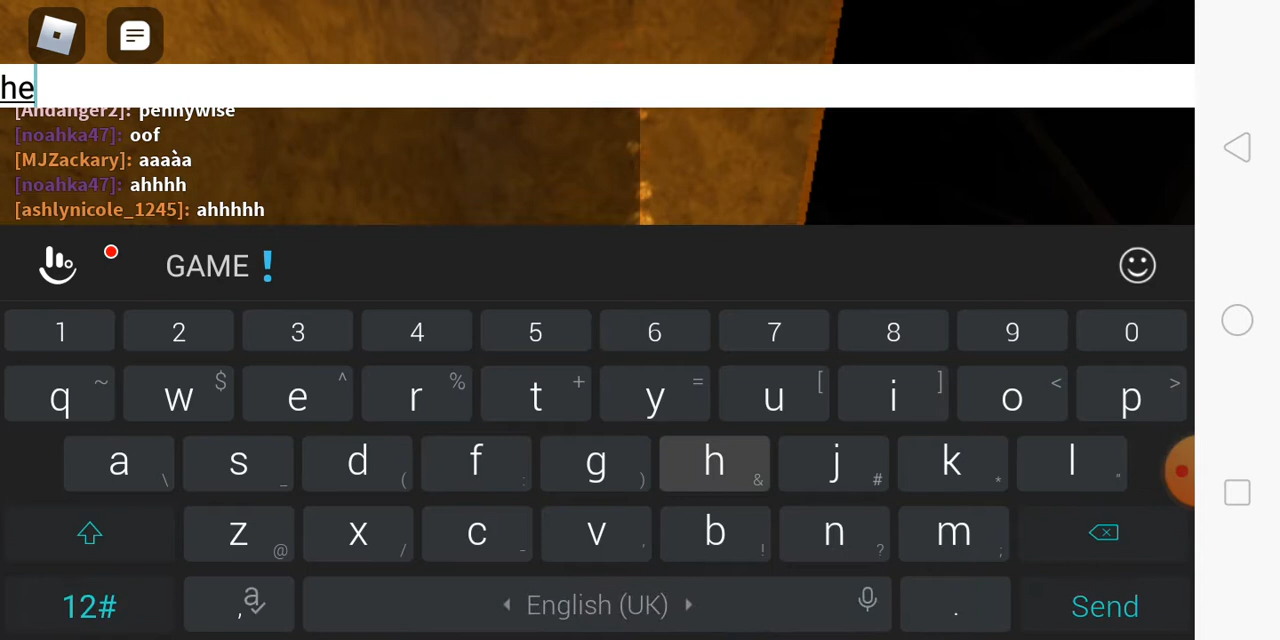 he
[Andanger2]: pennywise
[noahka47]: oof
[MJZackary]: aaaàa
[noahka47]: ahhhh
[ashlynicole_1245]: ahhhhh
GAME❗
1 2 3 4 5 6 7 8 9 0
q ~ w $ e ^ r % t + y = u [ i ] o < p >
a \ s _ d ( f : g ) h & j # k * l "
z @ x / c - v ' b ! n ? m ;
12# , a English (UK) . Send